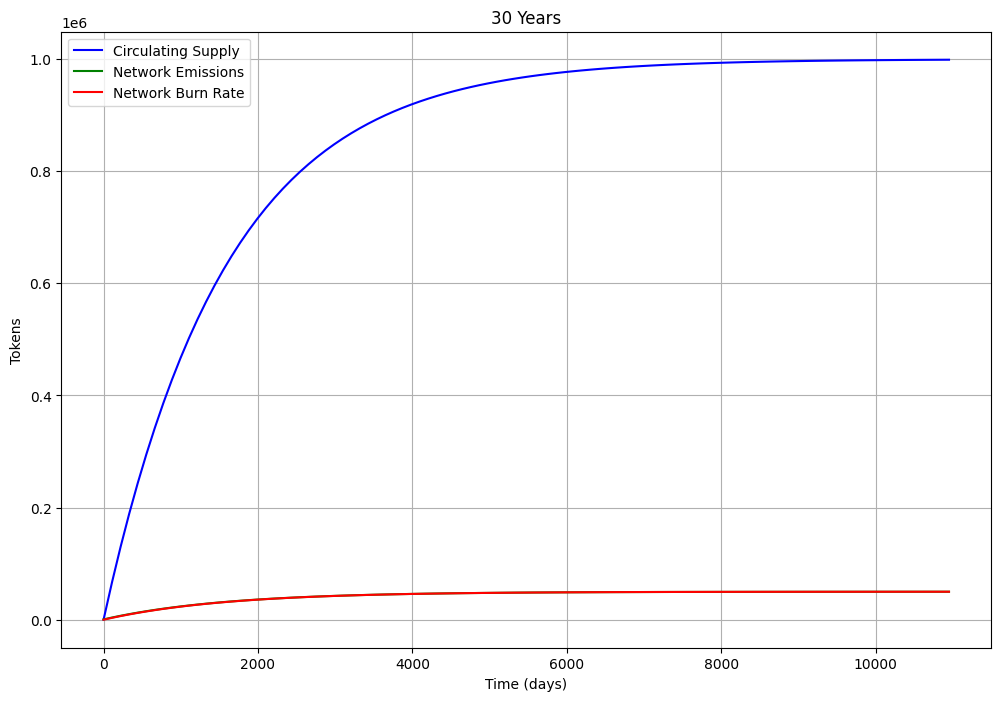 30 Years
1e6
Circulating Supply
Network Emissions
Network Burn Rate
1.0
0.8
0.6
0.4
0.2
0.0
Tokens
0 2000 4000 6000 8000 10000
Time (days)